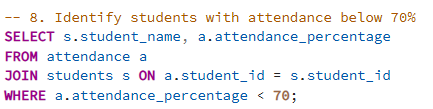 -- 8. Identify students with attendance below 70%
SELECT s.student_name, a.attendance_percentage
FROM attendance a
JOIN students s ON a.student_id = s.student_id
WHERE a.attendance_percentage < 70;